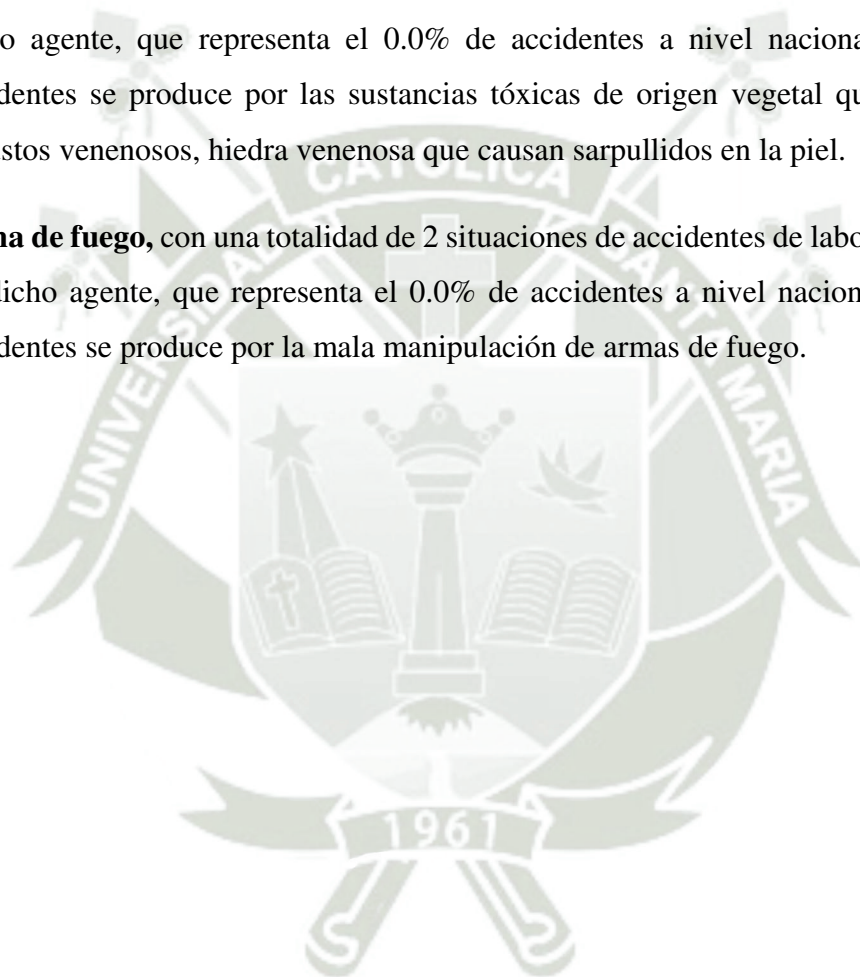 o agente, que representa el 0.0% de accidentes a nivel naciona
dentes se produce por las sustancias tóxicas de origen vegetal qu
stos venenosos, hiedra venenosa que causan sarpullidos en la piel.
na de fuego, con una totalidad de 2 situaciones de accidentes de labo
dicho agente, que representa el 0.0% de accidentes a nivel nacion
dentes se produce por la mala manipulación de armas de fuego.
UNIVERSIDAD CATOLICA SANTA MARIA
1961